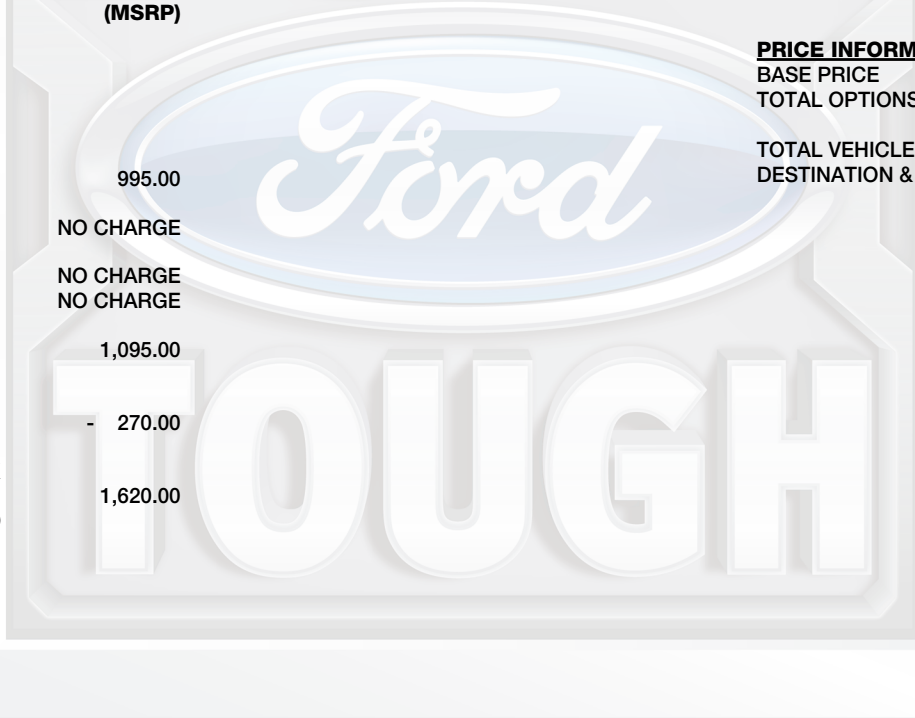 (MSRP)
995.00
NO CHARGE
NO CHARGE
NO CHARGE
1,095.00
- 270.00
1,620.00
PRICE INFORM
BASE PRICE
TOTAL OPTIONS
TOTAL VEHICLE
DESTINATION &
Ford
TOUGH